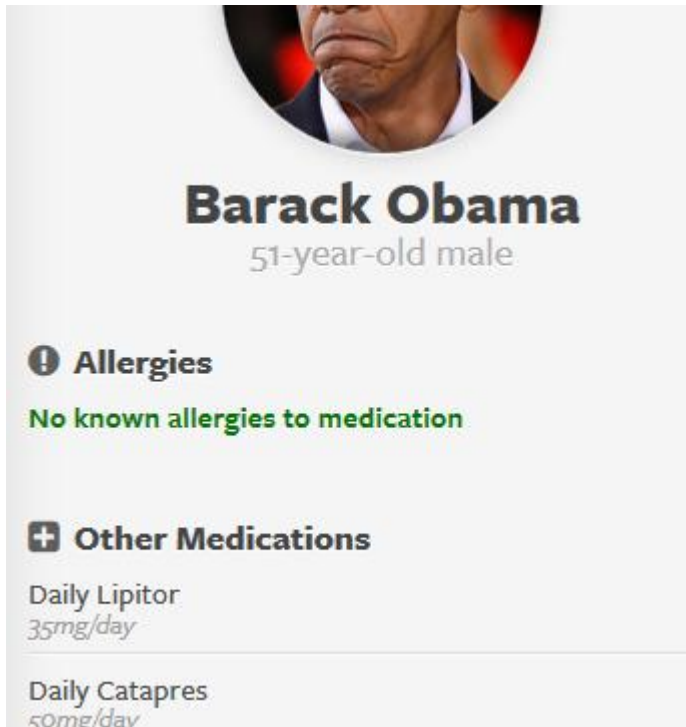 Barack Obama
51-year-old male
Allergies
No known allergies to medication
Other Medications
Daily Lipitor
35mg/day
Daily Catapres
50mg/day